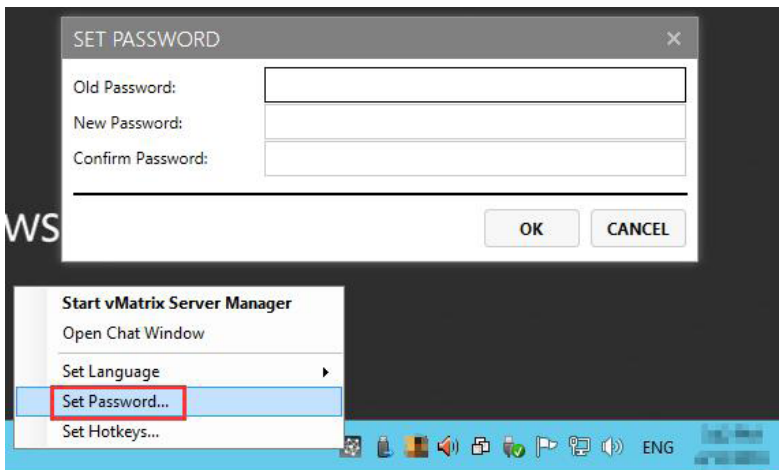 SET PASSWORD
Old Password:
New Password:
Confirm Password:
WS
OK CANCEL
Start vMatrix Server Manager
Open Chat Window
Set Language
Set Password...
Set Hotkeys...
ENG